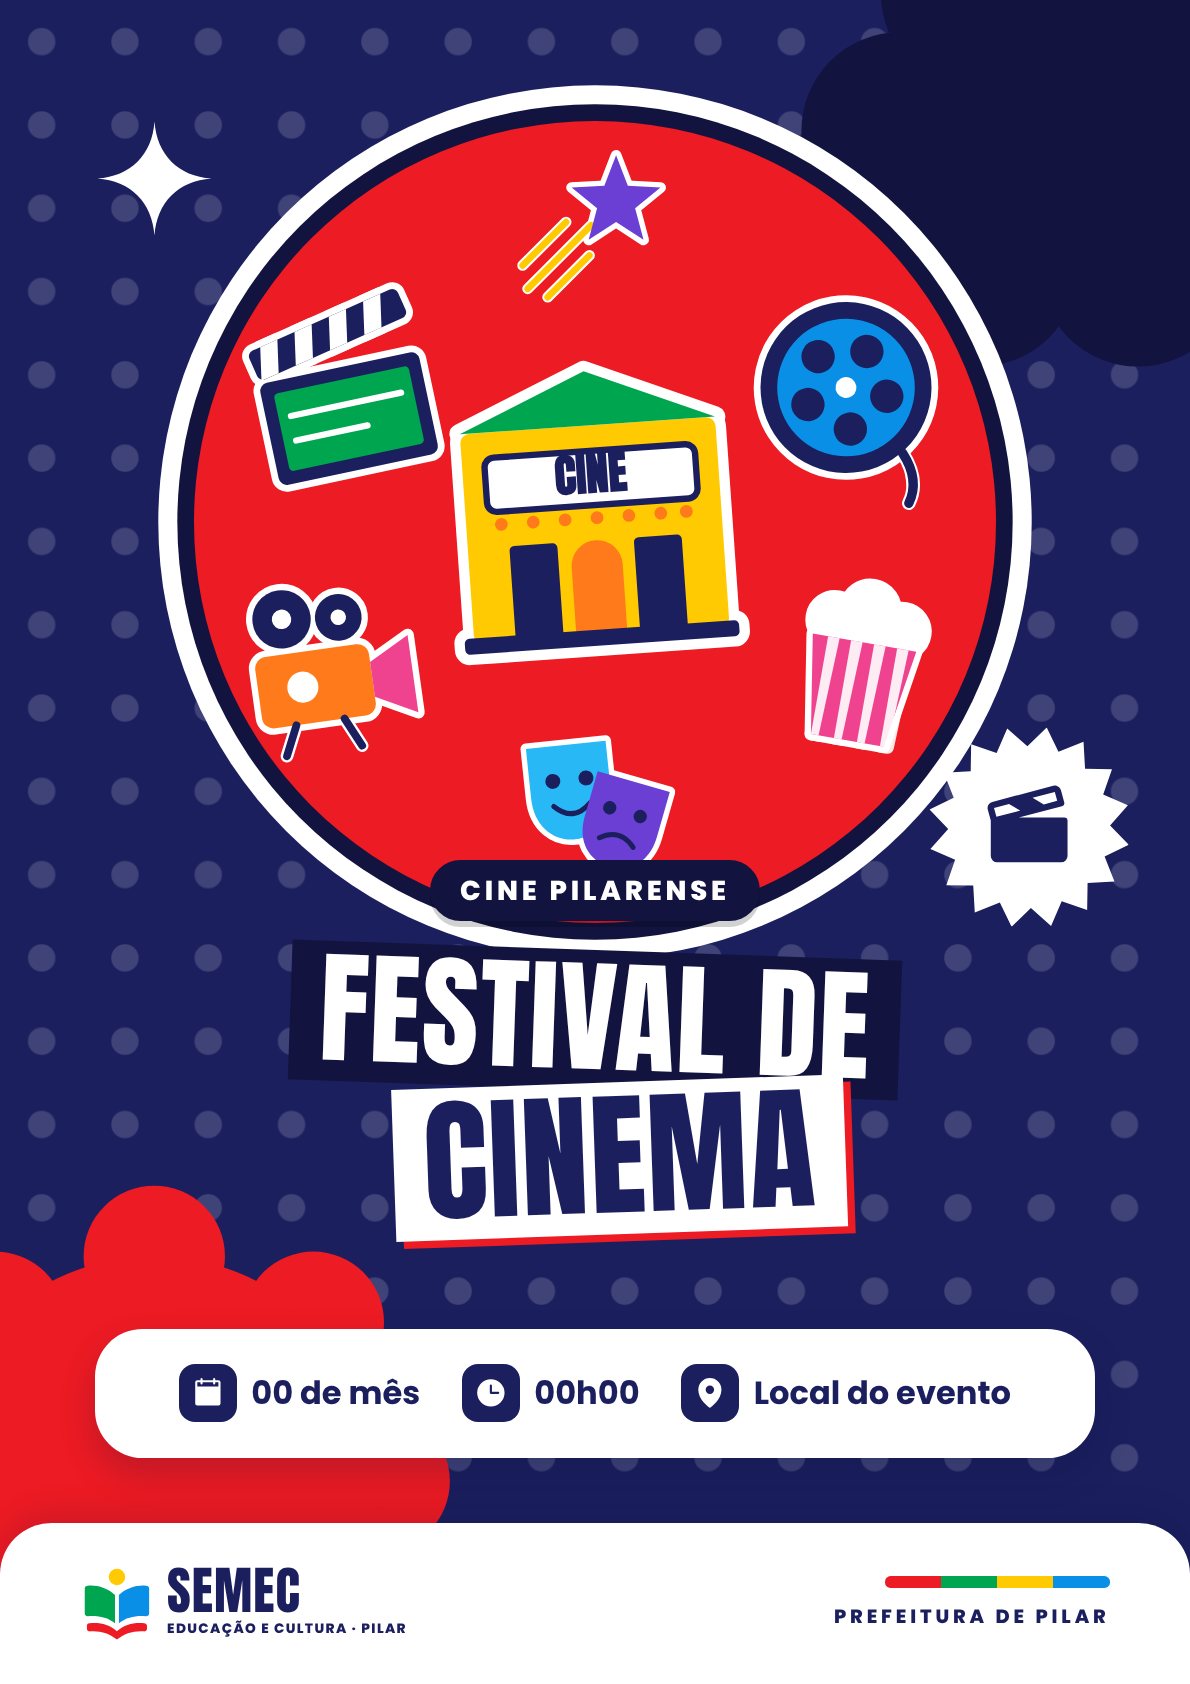 CINE
CINE PILARENSE
FESTIVAL DE
CINEMA
00 de mês
00h00
Local do evento
SEMEC
EDUCAÇÃO E CULTURA · PILAR
PREFEITURA DE PILAR